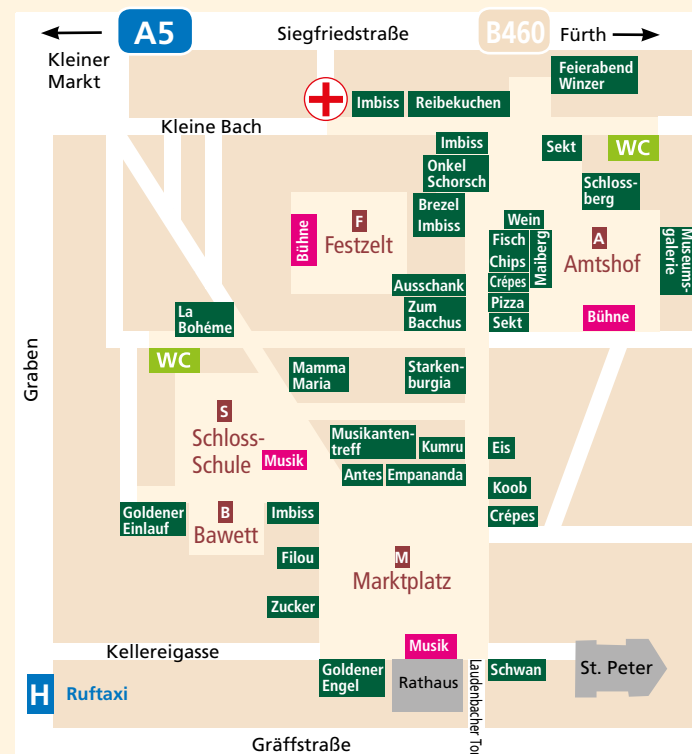 A5
Siegfriedstraße
B460
Fürth
Kleiner
Markt
Feierabend
Winzer
Imbiss
Reibekuchen
Kleine Bach
Imbiss
Sekt
WC
Onkel
Schorsch
Schloss-
berg
Brezel
Imbiss
Wein
Bühne
F
Festzelt
Fisch
Chips
Crépes
Maiberg
A
Amtshof
Museums-
galerie
Ausschank
Zum
Bacchus
Pizza
Sekt
Bühne
La
Bohéme
WC
Graben
Mamma
Maria
Starken-
burgia
S
Schloss-
Schule
Musik
Musikanten-
treff
Kumru
Eis
Antes
Empananda
Koob
Goldener
Einlauf
B
Bawett
Imbiss
Crépes
Filou
M
Marktplatz
Zucker
Kellereigasse
Musik
Goldener
Engel
Rathaus
Laudenbacher Tor
Schwan
St. Peter
H
Ruftaxi
Gräffstraße